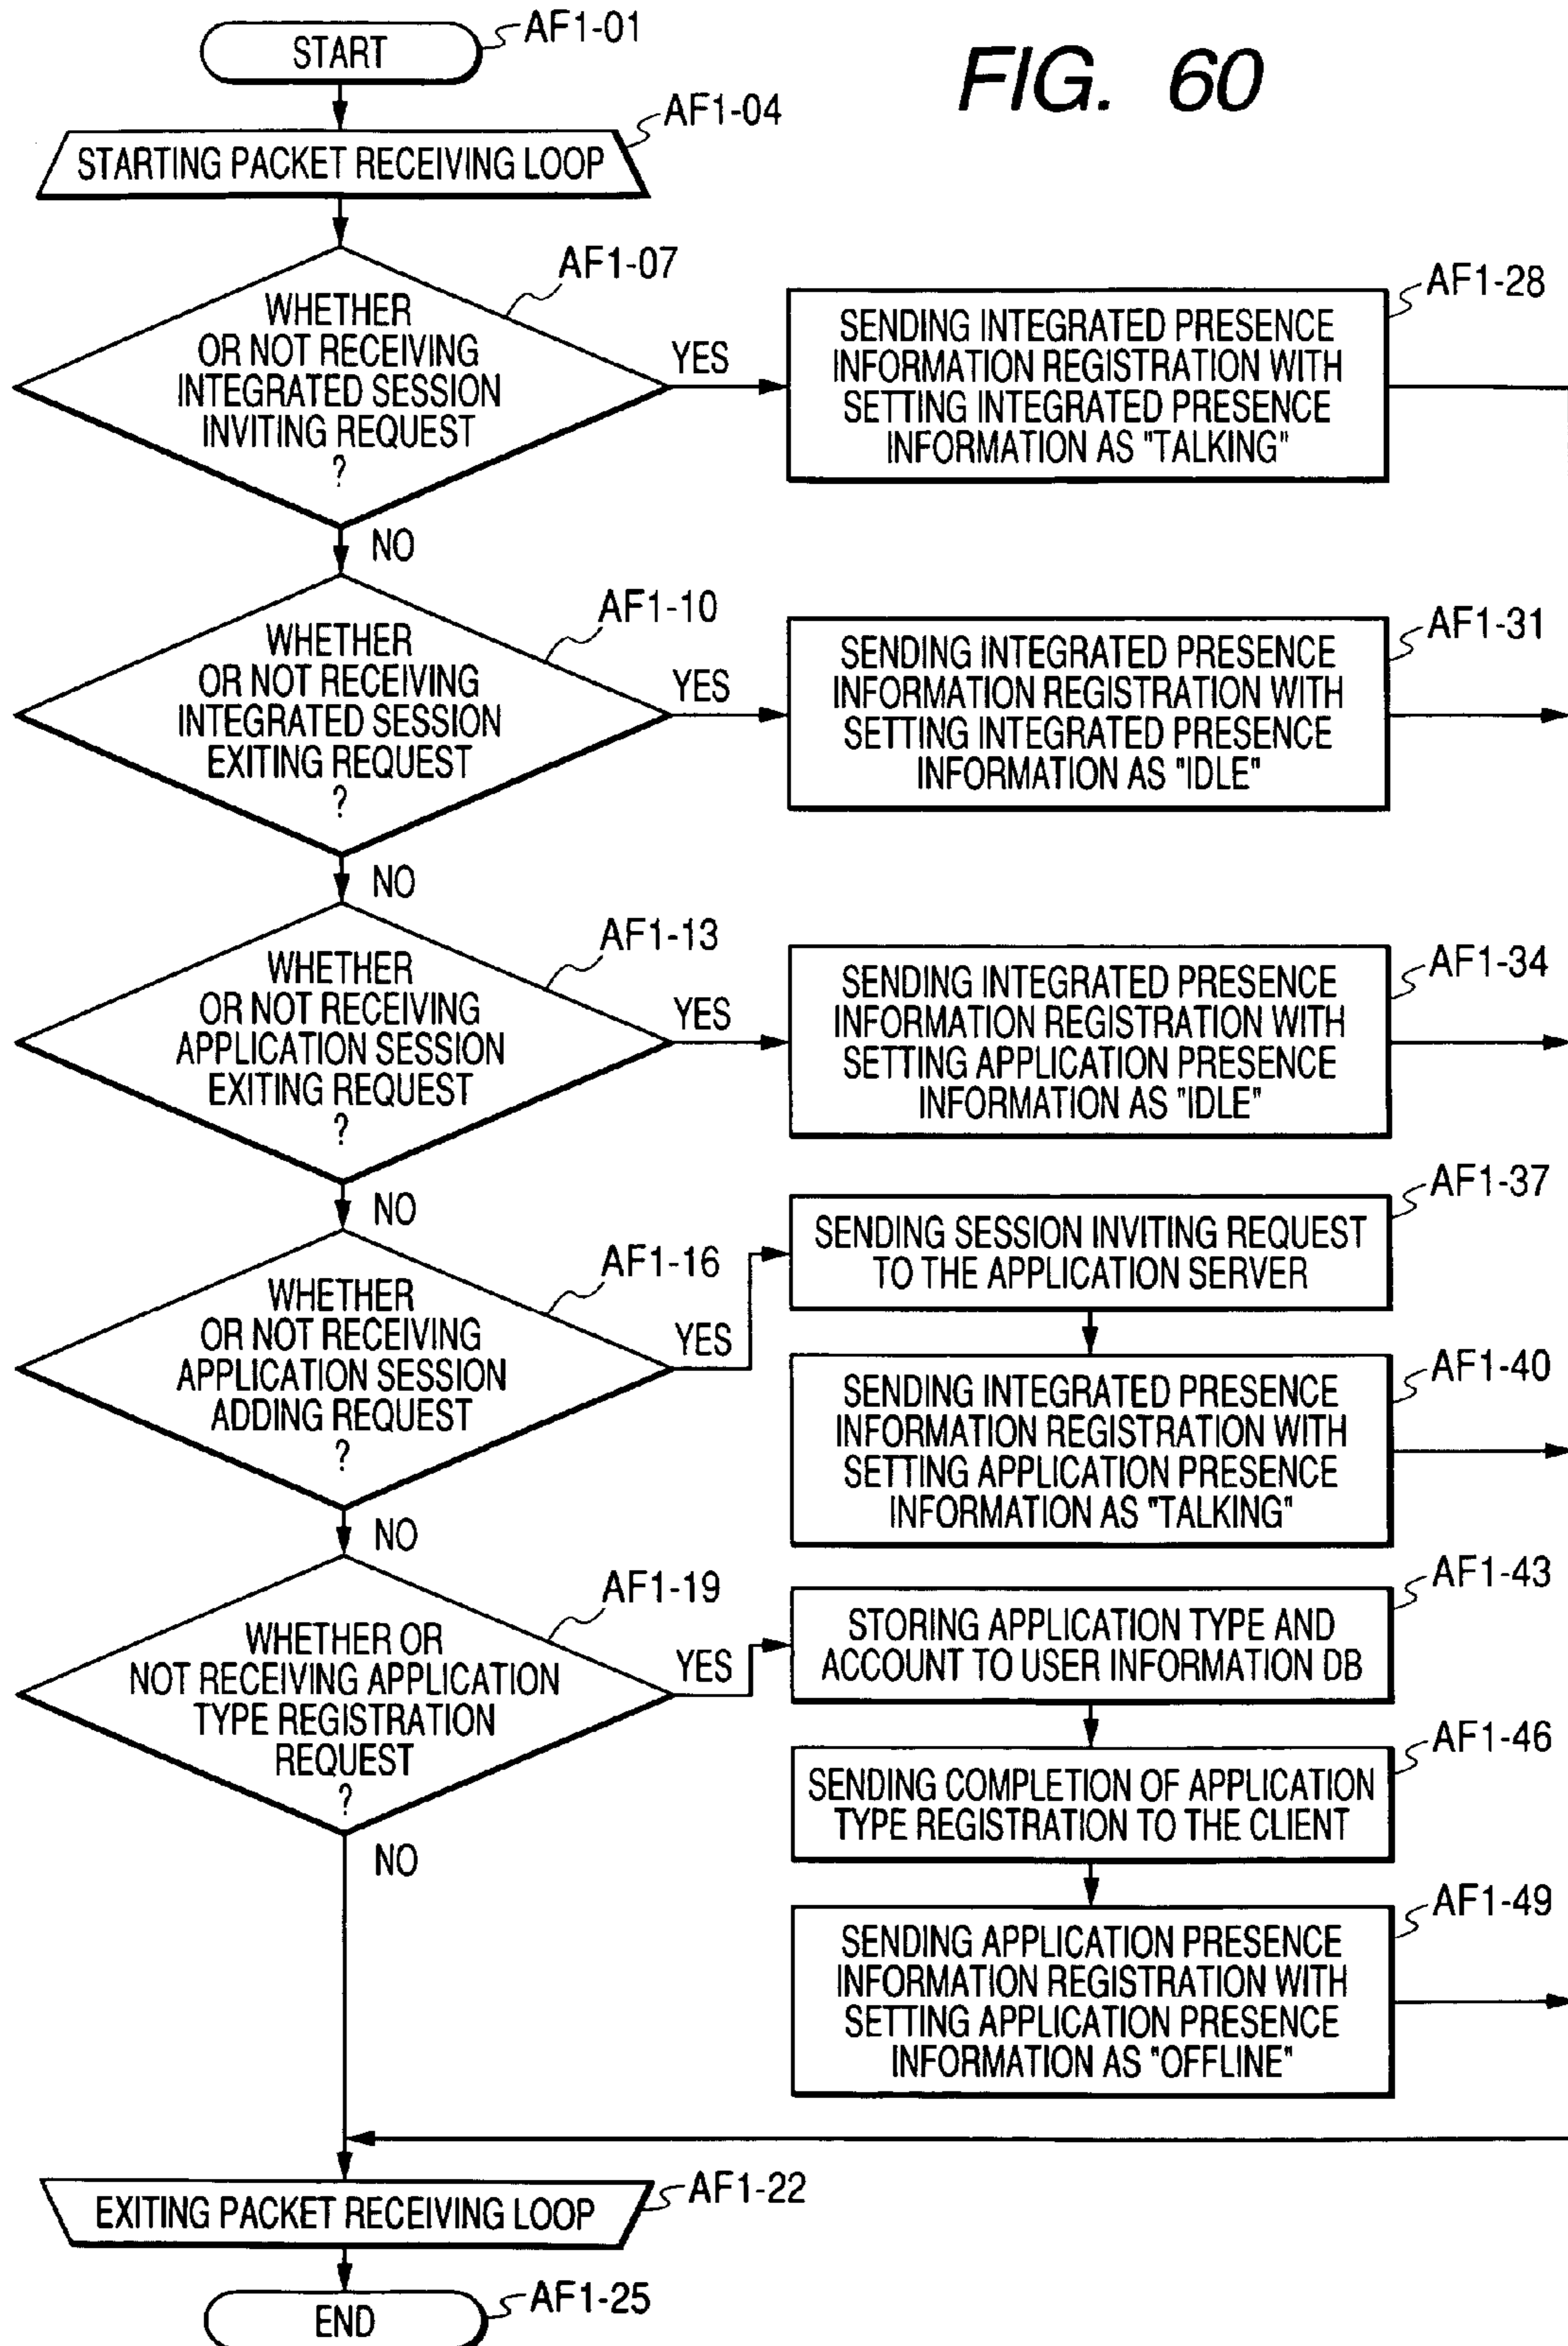 FIG. 60
START
AF1-01
STARTING PACKET RECEIVING LOOP
AF1-04
WHETHER
OR NOT RECEIVING
INTEGRATED SESSION
INVITING REQUEST
?
AF1-07
YES
NO
SENDING INTEGRATED PRESENCE
INFORMATION REGISTRATION WITH
SETTING INTEGRATED PRESENCE
INFORMATION AS "TALKING"
AF1-28
WHETHER
OR NOT RECEIVING
INTEGRATED SESSION
EXITING REQUEST
?
AF1-10
YES
NO
SENDING INTEGRATED PRESENCE
INFORMATION REGISTRATION WITH
SETTING INTEGRATED PRESENCE
INFORMATION AS "IDLE"
AF1-31
WHETHER
OR NOT RECEIVING
APPLICATION SESSION
EXITING REQUEST
?
AF1-13
YES
NO
SENDING INTEGRATED PRESENCE
INFORMATION REGISTRATION WITH
SETTING APPLICATION PRESENCE
INFORMATION AS "IDLE"
AF1-34
WHETHER
OR NOT RECEIVING
APPLICATION SESSION
ADDING REQUEST
?
AF1-16
YES
NO
SENDING SESSION INVITING REQUEST
TO THE APPLICATION SERVER
AF1-37
SENDING INTEGRATED PRESENCE
INFORMATION REGISTRATION WITH
SETTING APPLICATION PRESENCE
INFORMATION AS "TALKING"
AF1-40
WHETHER OR
NOT RECEIVING APPLICATION
TYPE REGISTRATION
REQUEST
?
AF1-19
YES
NO
STORING APPLICATION TYPE AND
ACCOUNT TO USER INFORMATION DB
AF1-43
SENDING COMPLETION OF APPLICATION
TYPE REGISTRATION TO THE CLIENT
AF1-46
SENDING APPLICATION PRESENCE
INFORMATION REGISTRATION WITH
SETTING APPLICATION PRESENCE
INFORMATION AS "OFFLINE"
AF1-49
EXITING PACKET RECEIVING LOOP
AF1-22
END
AF1-25